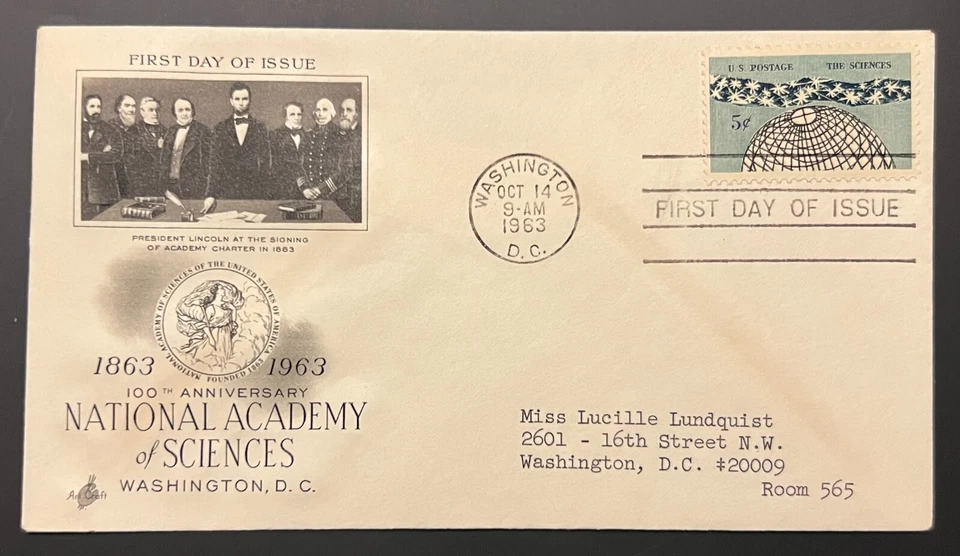 FIRST DAY OF ISSUE
PRESIDENT LINCOLN AT THE SIGNING
OF ACADEMY CHARTER IN 1863
NATIONAL ACADEMY OF SCIENCES OF THE UNITED STATES OF AMERICA
FOUNDED 1863
1863 1963
100TH ANNIVERSARY
NATIONAL ACADEMY
of SCIENCES
WASHINGTON, D. C.
Art Craft
WASHINGTON
OCT 14
9-AM
1963
D. C.
U.S. POSTAGE THE SCIENCES
5¢
FIRST DAY OF ISSUE
Miss Lucille Lundquist
2601 - 16th Street N.W.
Washington, D.C. ‡20009
Room 565